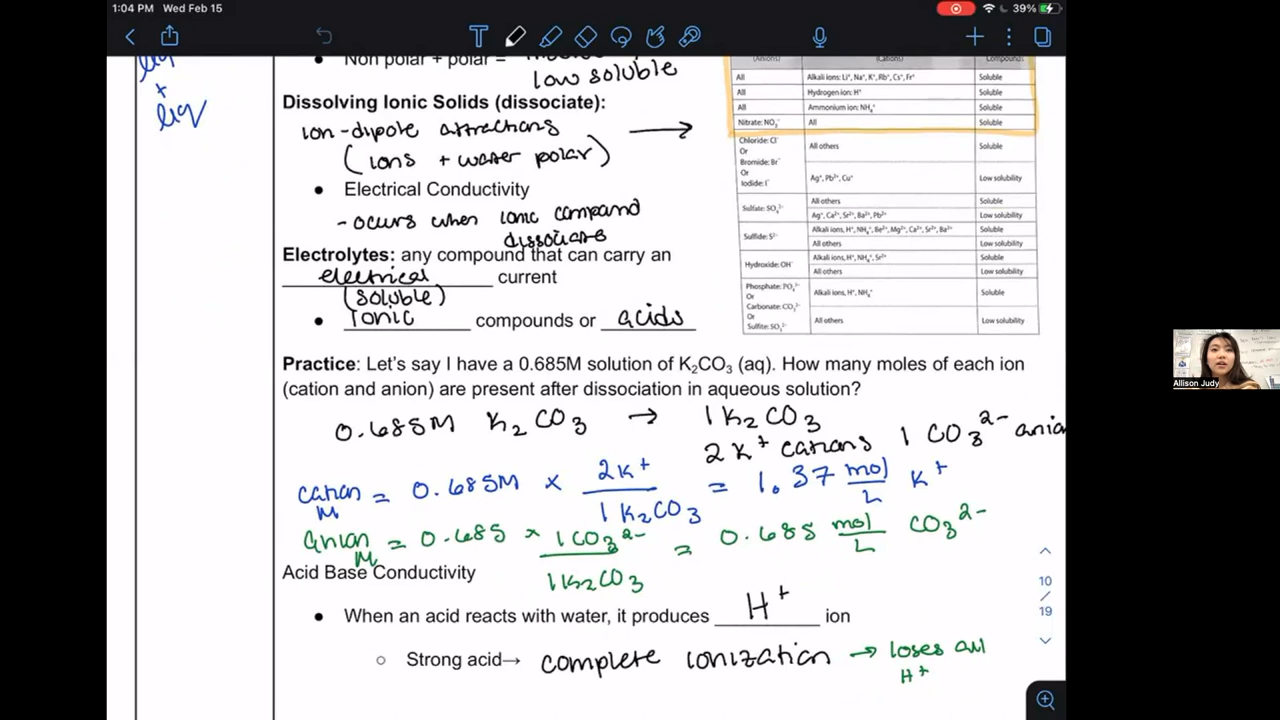 1:04 PM Wed Feb 15
39%
liq
+
liq
Non polar + polar =
low soluble
Dissolving Ionic Solids (dissociate):
ion-dipole attractions
(ions + water polar)
Electrical Conductivity
- occurs when ionic compound
dissociates
Electrolytes: any compound that can carry an
electrical current
(soluble)
Ionic compounds or acids
(Anions) (Cations) Compounds
All Alkali ions: Li⁺, Na⁺, K⁺, Rb⁺, Cs⁺, Fr⁺ Soluble
All Hydrogen ion: H⁺ Soluble
All Ammonium ion: NH₄⁺ Soluble
Nitrate: NO₃⁻ All Soluble
Chloride: Cl⁻
Or
Bromide: Br⁻
Or
Iodide: I⁻
All others Soluble
Ag⁺, Pb²⁺, Cu⁺ Low solubility
Sulfate: SO₄²⁻
All others Soluble
Ag⁺, Ca²⁺, Sr²⁺, Ba²⁺, Pb²⁺ Low solubility
Sulfide: S²⁻
Alkali ions, H⁺, NH₄⁺, Be²⁺, Mg²⁺, Ca²⁺, Sr²⁺, Ba²⁺ Soluble
All others Low solubility
Hydroxide: OH⁻
Alkali ions, H⁺, NH₄⁺, Sr²⁺ Soluble
All others Low solubility
Phosphate: PO₄³⁻
Or
Carbonate: CO₃²⁻
Or
Sulfite: SO₃²⁻
Alkali ions, H⁺, NH₄⁺ Soluble
All others Low solubility
Practice: Let's say I have a 0.685M solution of K₂CO₃ (aq). How many moles of each ion
(cation and anion) are present after dissociation in aqueous solution?
0.685M K₂CO₃ → 1 K₂CO₃
2 K⁺ cations 1 CO₃²⁻ anion
cation M = 0.685M × 2K⁺ / 1 K₂CO₃ = 1.37 mol/L K⁺
anion M = 0.685 × 1 CO₃²⁻ / 1 K₂CO₃ = 0.685 mol/L CO₃²⁻
Acid Base Conductivity
When an acid reacts with water, it produces H⁺ ion
Strong acid→ complete ionization → loses all
H⁺
10
/
19
Allison Judy